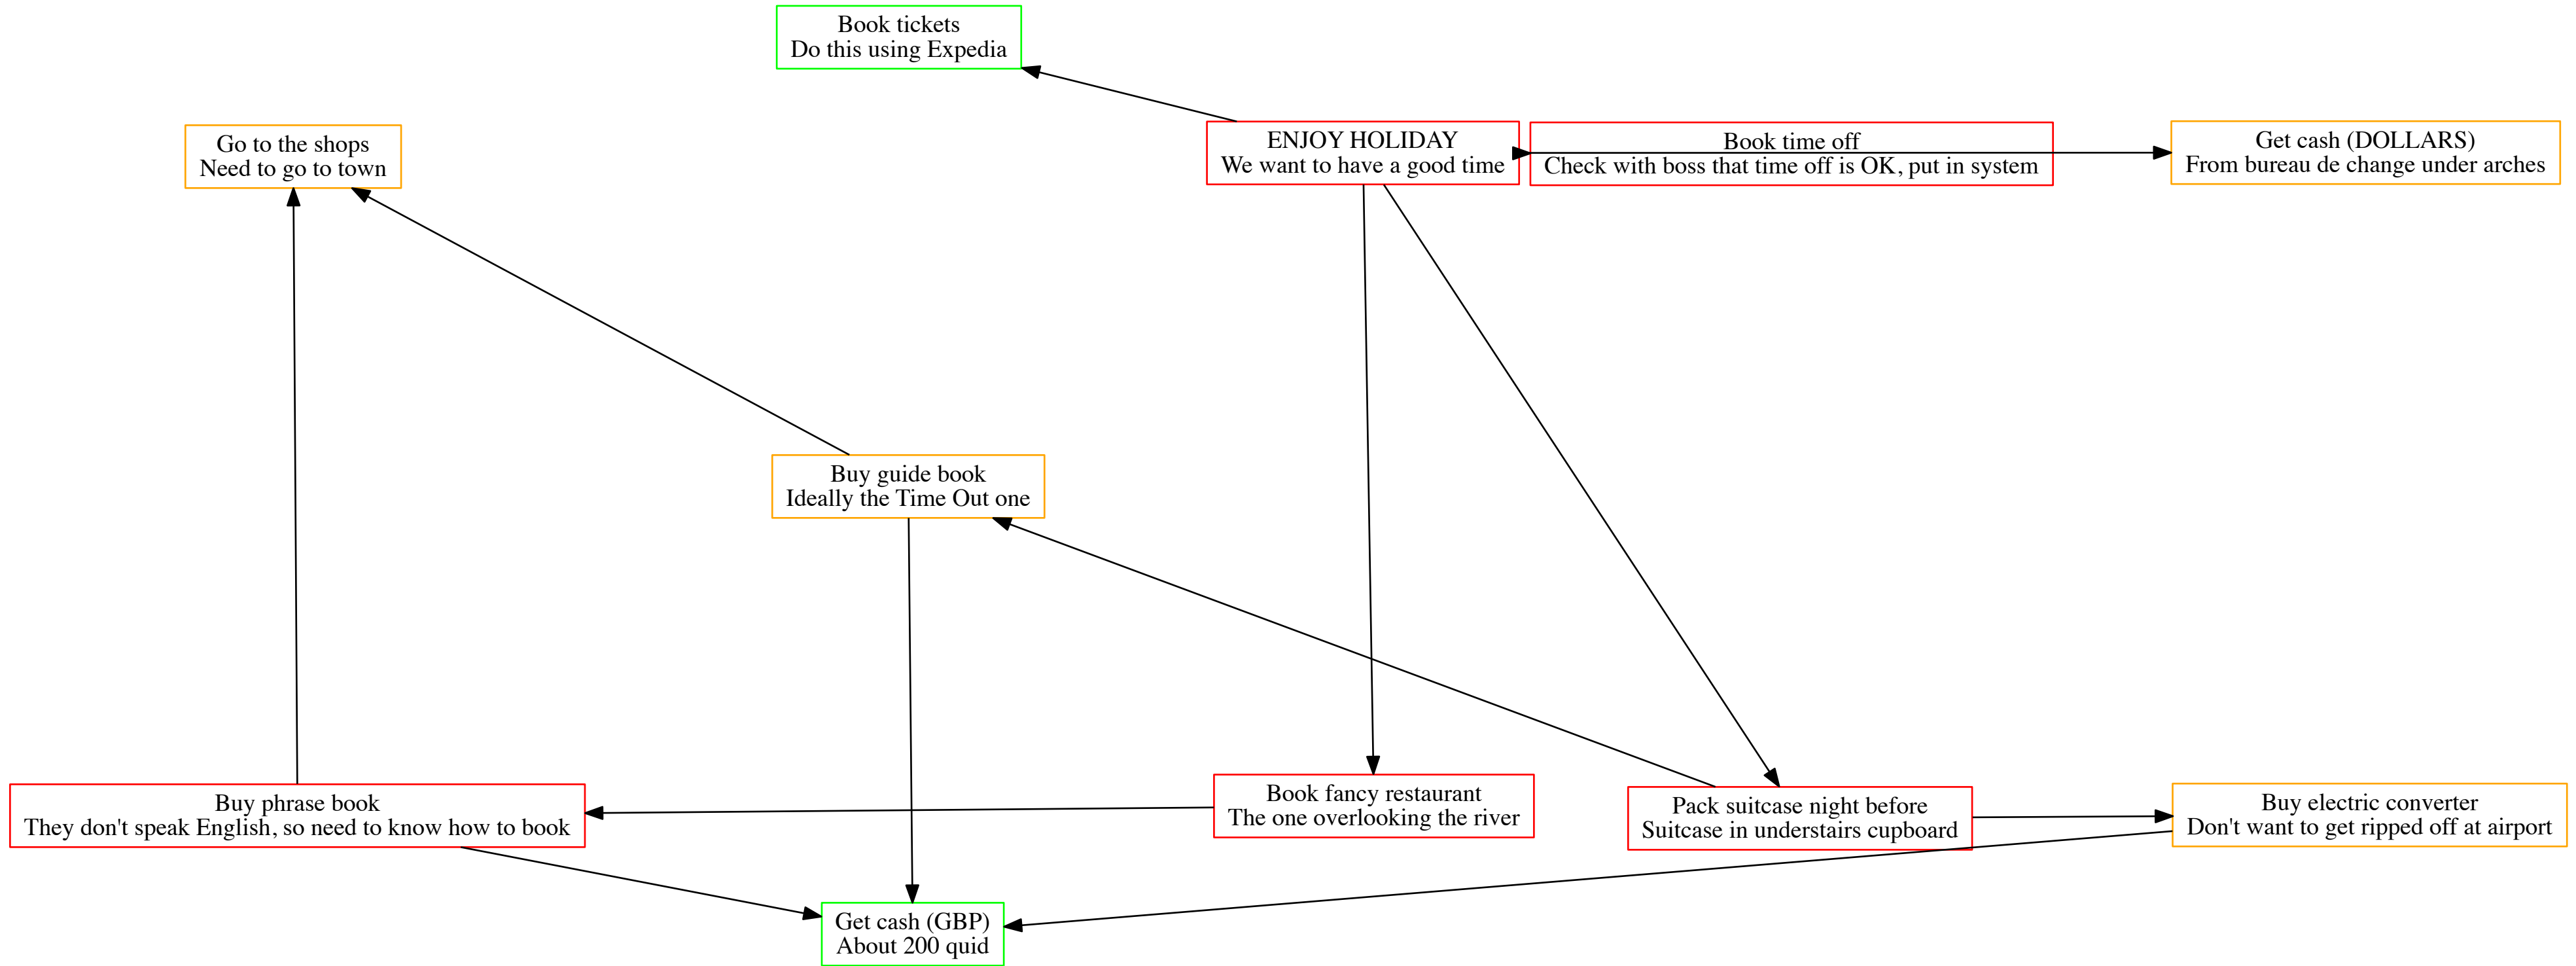 Book tickets
Do this using Expedia
Go to the shops
Need to go to town
ENJOY HOLIDAY
We want to have a good time
Book time off
Check with boss that time off is OK, put in system
Get cash (DOLLARS)
From bureau de change under arches
Buy guide book
Ideally the Time Out one
Buy phrase book
They don't speak English, so need to know how to book
Book fancy restaurant
The one overlooking the river
Pack suitcase night before
Suitcase in understairs cupboard
Buy electric converter
Don't want to get ripped off at airport
Get cash (GBP)
About 200 quid